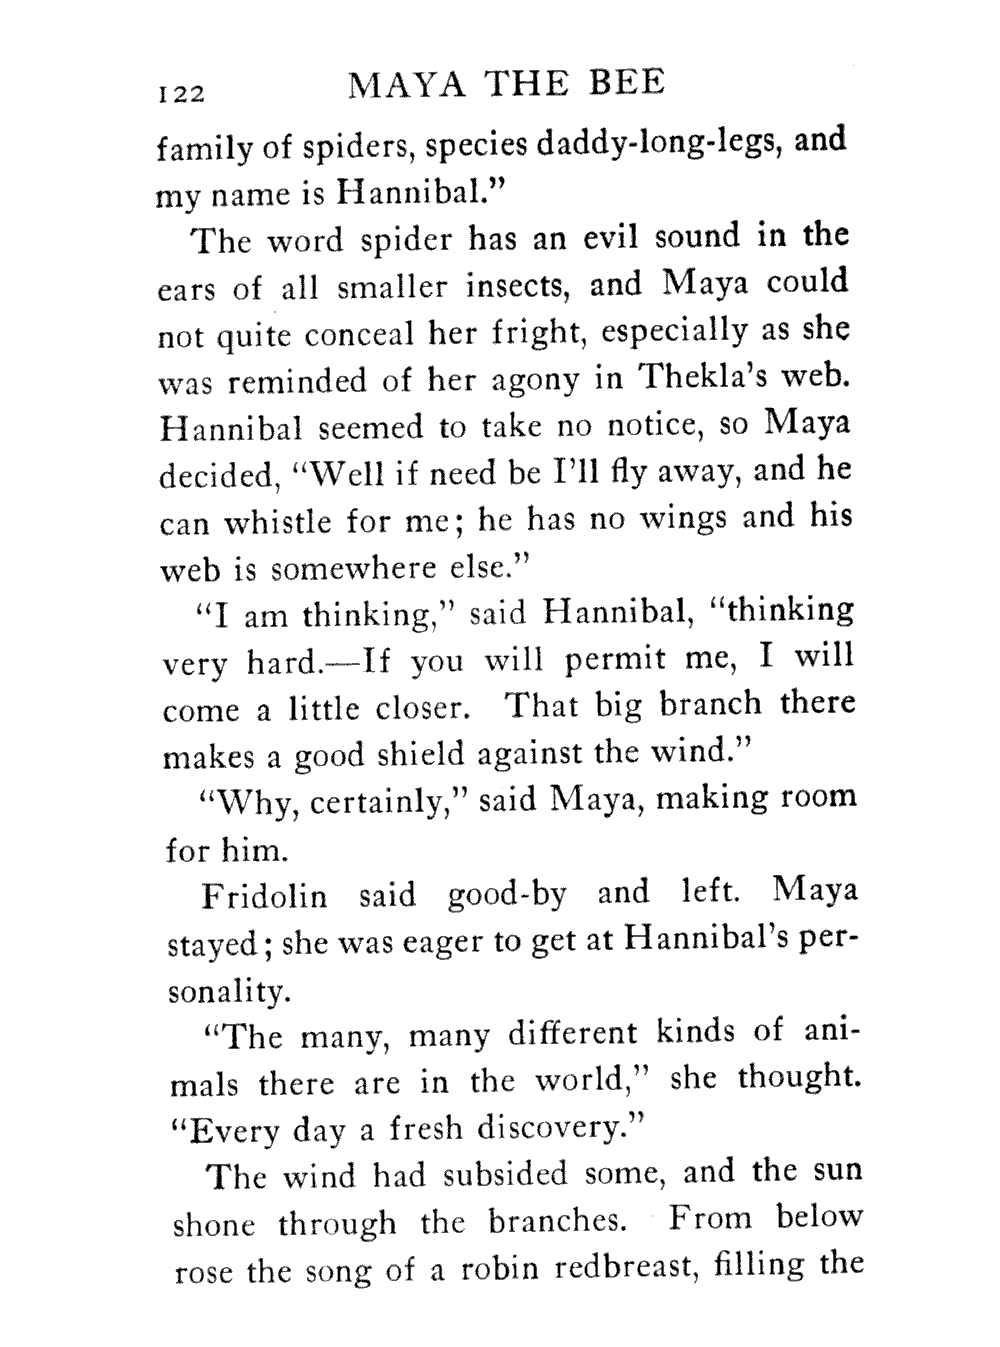 122 MAYA THE BEE
family of spiders, species daddy-long-legs, and
my name is Hannibal.”
The word spider has an evil sound in the
ears of all smaller insects, and Maya could
not quite conceal her fright, especially as she
was reminded of her agony in Thekla’s web.
Hannibal seemed to take no notice, so Maya
decided, “Well if need be I’ll fly away, and he
can whistle for me; he has no wings and his
web is somewhere else.”
“I am thinking,” said Hannibal, “thinking
very hard.—If you will permit me, I will
come a little closer. That big branch there
makes a good shield against the wind.”
“Why, certainly,” said Maya, making room
for him.
Fridolin said good-by and left. Maya
stayed; she was eager to get at Hannibal’s per-
sonality.
“The many, many different kinds of ani-
mals there are in the world,” she thought.
“Every day a fresh discovery.”
The wind had subsided some, and the sun
shone through the branches. From below
rose the song of a robin redbreast, filling the